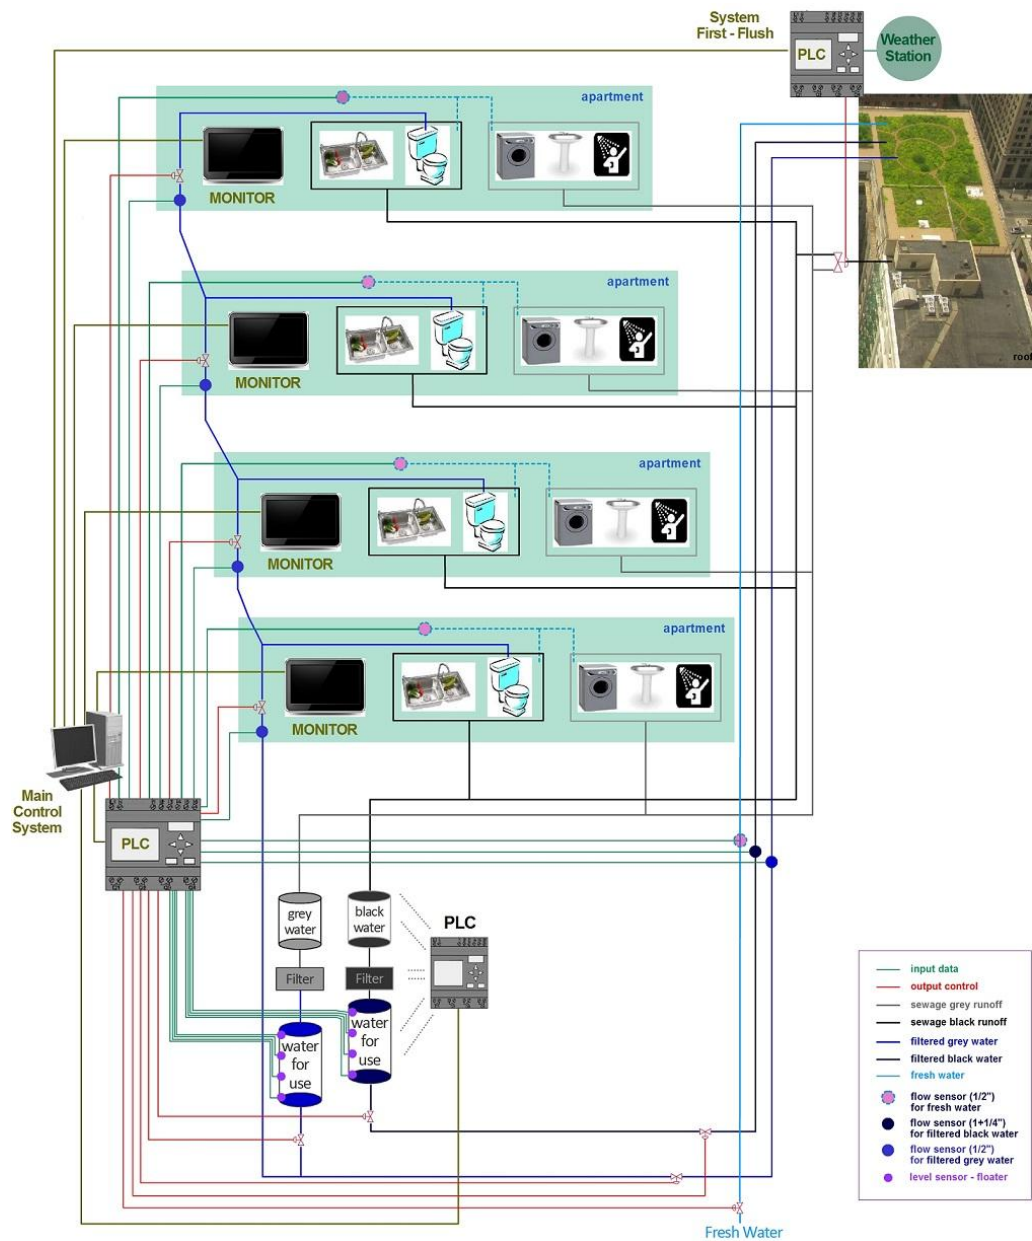 System
First - Flush
PLC
Weather
Station
apartment
MONITOR
roof
apartment
MONITOR
apartment
MONITOR
apartment
MONITOR
Main
Control
System
PLC
grey
water
black
water
PLC
Filter
Filter
water
for
use
water
for
use
input data
output control
sewage grey runoff
sewage black runoff
filtered grey water
filtered black water
fresh water
flow sensor (1/2")
for fresh water
flow sensor (1+1/4")
for filtered black water
flow sensor (1/2")
for filtered grey water
level sensor - floater
Fresh Water